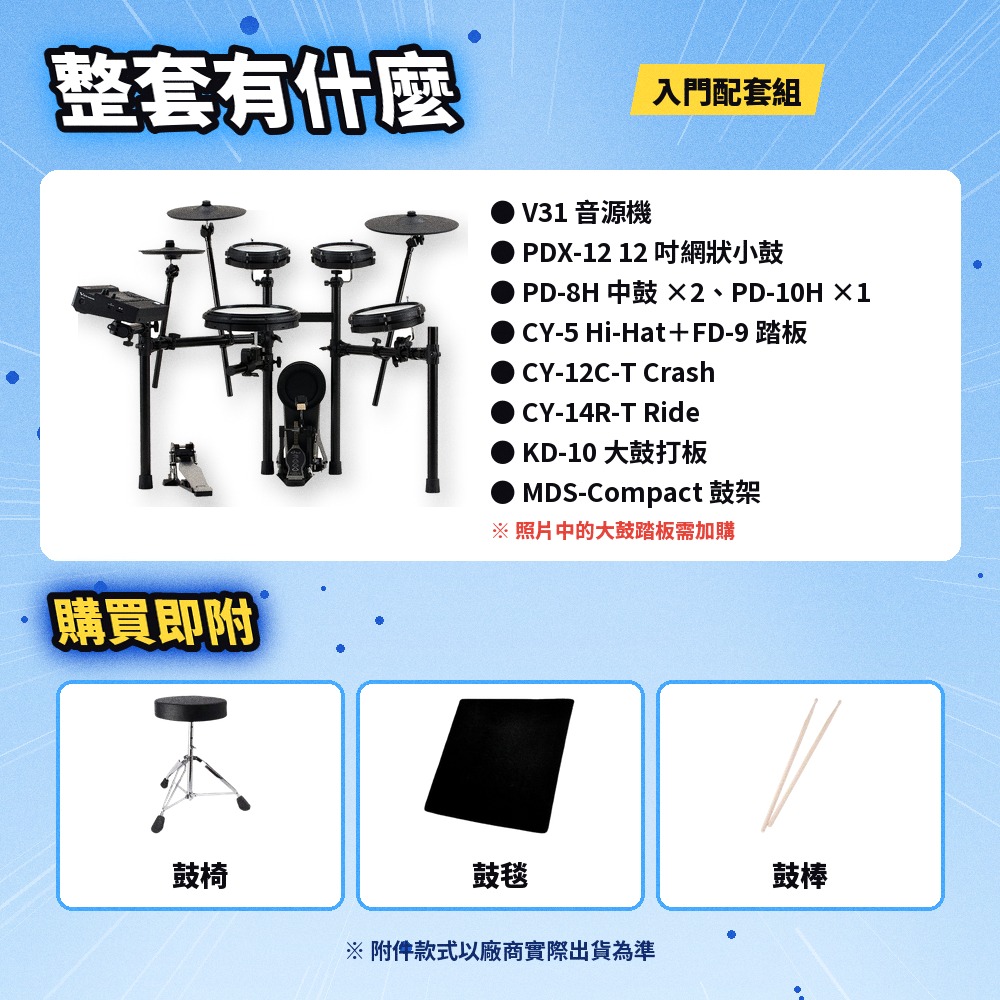 整套有什麼
入門配套組
● V31 音源機
● PDX-12 12 吋網狀小鼓
● PD-8H 中鼓 ×2、PD-10H ×1
● CY-5 Hi-Hat＋FD-9 踏板
● CY-12C-T Crash
● CY-14R-T Ride
● KD-10 大鼓打板
● MDS-Compact 鼓架
※ 照片中的大鼓踏板需加購
購買即附
鼓椅
鼓毯
鼓棒
※ 附件款式以廠商實際出貨為準